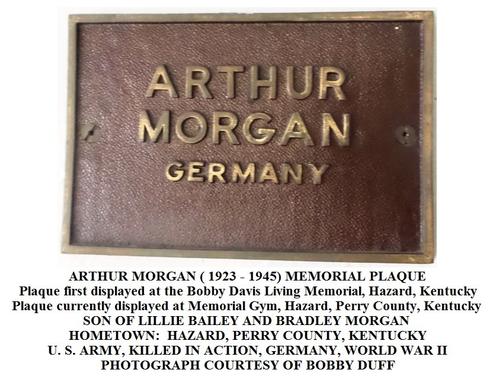 ARTHUR
MORGAN
GERMANY
ARTHUR MORGAN ( 1923 - 1945) MEMORIAL PLAQUE
Plaque first displayed at the Bobby Davis Living Memorial, Hazard, Kentucky
Plaque currently displayed at Memorial Gym, Hazard, Perry County, Kentucky
SON OF LILLIE BAILEY AND BRADLEY MORGAN
HOMETOWN:  HAZARD, PERRY COUNTY, KENTUCKY
U. S. ARMY, KILLED IN ACTION, GERMANY, WORLD WAR II
PHOTOGRAPH COURTESY OF BOBBY DUFF